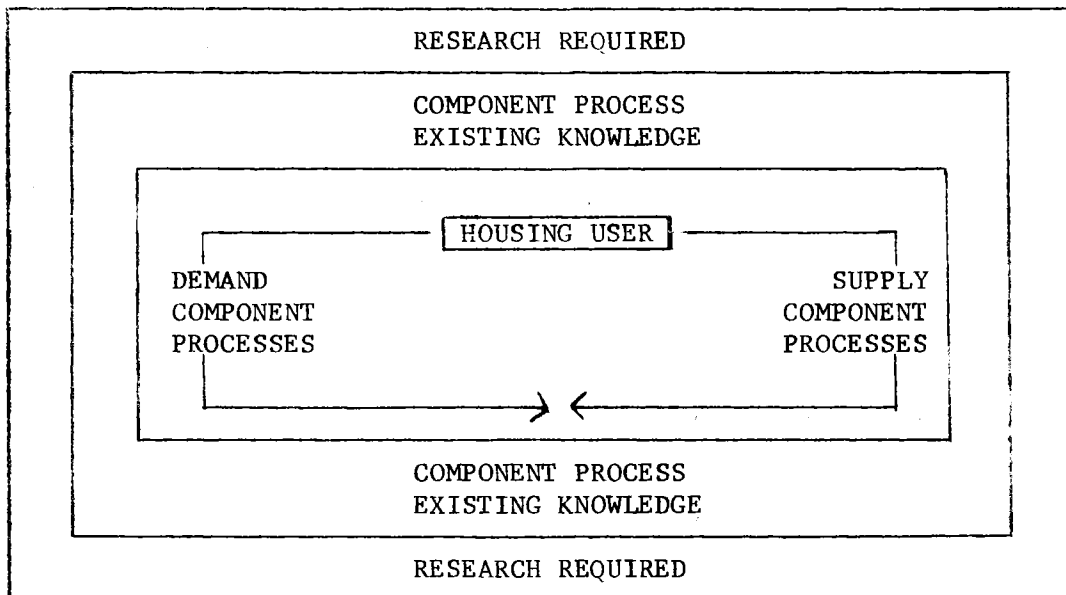 RESEARCH REQUIRED
COMPONENT PROCESS
EXISTING KNOWLEDGE
HOUSING USER
DEMAND
COMPONENT
PROCESSES
SUPPLY
COMPONENT
PROCESSES
COMPONENT PROCESS
EXISTING KNOWLEDGE
RESEARCH REQUIRED